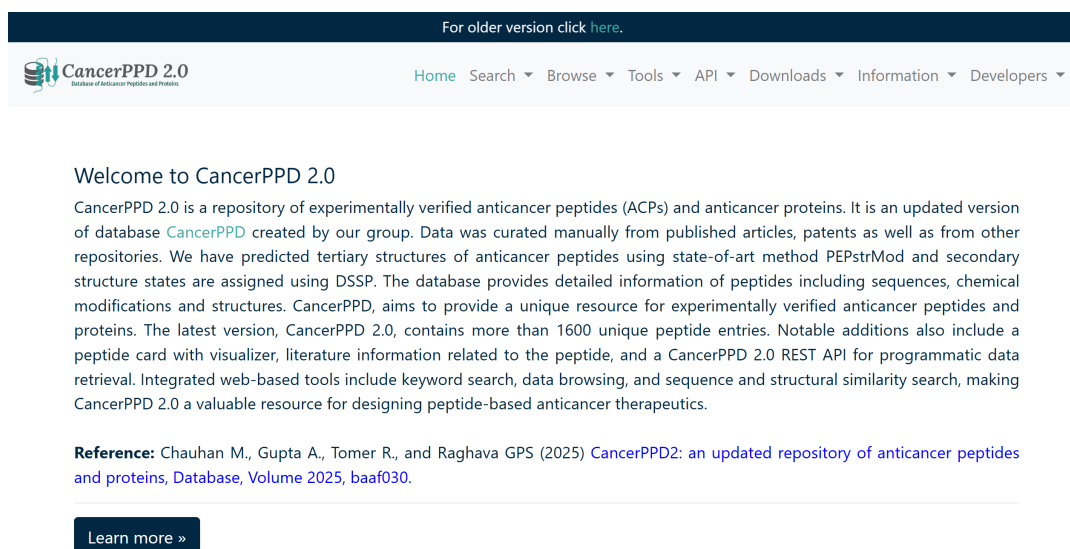 For older version click here.
CancerPPD 2.0
Database of Anticancer Peptides and Proteins
Home Search Browse Tools API Downloads Information Developers
Welcome to CancerPPD 2.0
CancerPPD 2.0 is a repository of experimentally verified anticancer peptides (ACPs) and anticancer proteins. It is an updated version
of database CancerPPD created by our group. Data was curated manually from published articles, patents as well as from other
repositories. We have predicted tertiary structures of anticancer peptides using state-of-art method PEPstrMod and secondary
structure states are assigned using DSSP. The database provides detailed information of peptides including sequences, chemical
modifications and structures. CancerPPD, aims to provide a unique resource for experimentally verified anticancer peptides and
proteins. The latest version, CancerPPD 2.0, contains more than 1600 unique peptide entries. Notable additions also include a
peptide card with visualizer, literature information related to the peptide, and a CancerPPD 2.0 REST API for programmatic data
retrieval. Integrated web-based tools include keyword search, data browsing, and sequence and structural similarity search, making
CancerPPD 2.0 a valuable resource for designing peptide-based anticancer therapeutics.
Reference: Chauhan M., Gupta A., Tomer R., and Raghava GPS (2025) CancerPPD2: an updated repository of anticancer peptides
and proteins, Database, Volume 2025, baaf030.
Learn more »